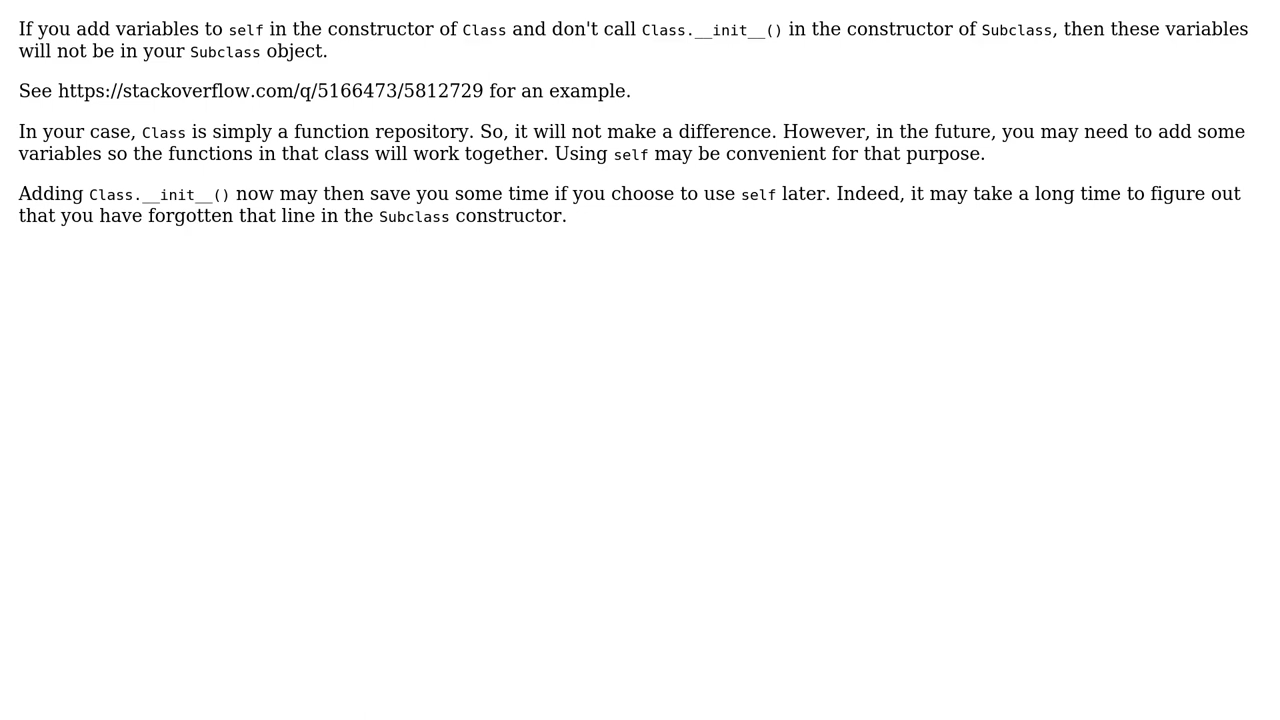 If you add variables to self in the constructor of Class and don't call Class.__init__() in the constructor of Subclass, then these variables
will not be in your Subclass object.
See https://stackoverflow.com/q/5166473/5812729 for an example.
In your case, Class is simply a function repository. So, it will not make a difference. However, in the future, you may need to add some
variables so the functions in that class will work together. Using self may be convenient for that purpose.
Adding Class.__init__() now may then save you some time if you choose to use self later. Indeed, it may take a long time to figure out
that you have forgotten that line in the Subclass constructor.